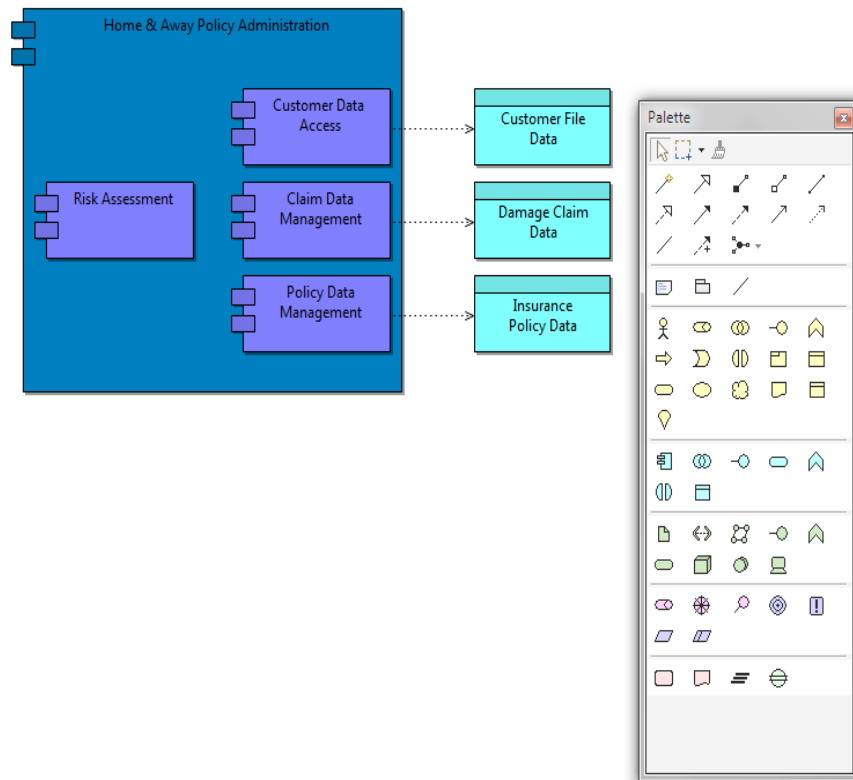 Home & Away Policy Administration
Customer Data
Access
Customer File
Data
Palette
Risk Assessment
Claim Data
Management
Damage Claim
Data
Policy Data
Management
Insurance
Policy Data